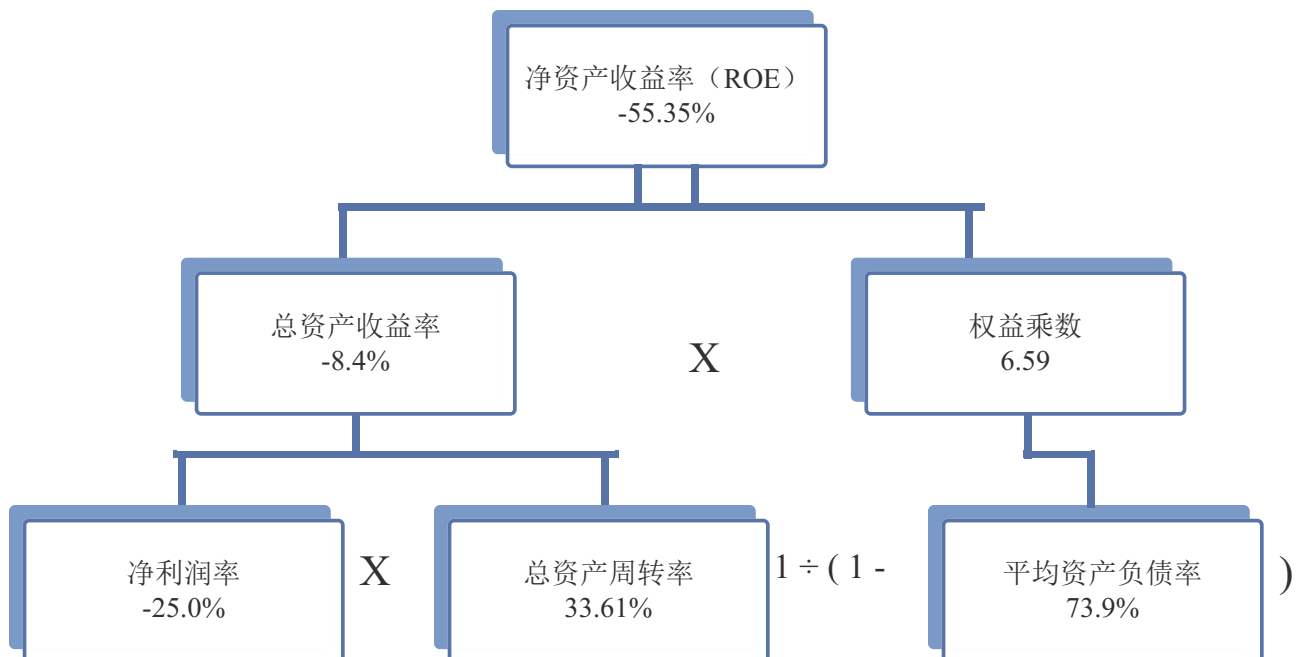 净资产收益率（ROE）
-55.35%
总资产收益率
-8.4%
X
权益乘数
6.59
净利润率
-25.0%
X
总资产周转率
33.61%
1 ÷ ( 1 -
平均资产负债率
73.9%
)